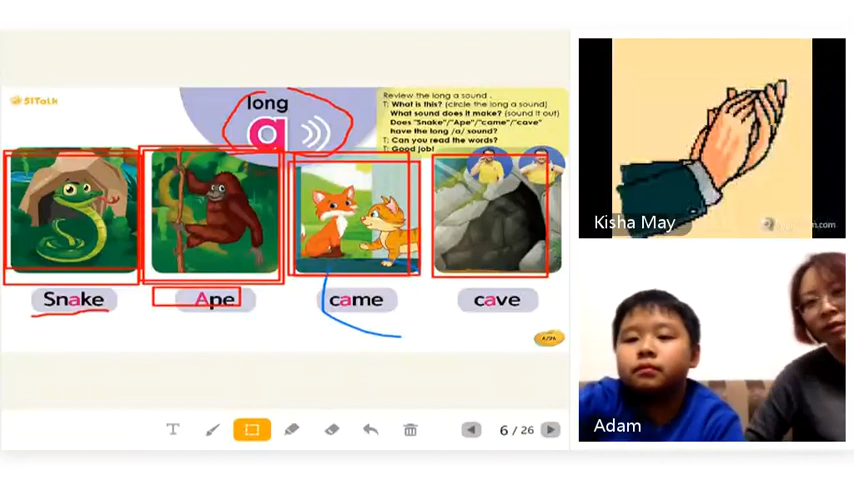 51Talk
long
a
Review the long a sound .
T: What is this? (circle the long a sound)
What sound does it make? (sound it out)
Does "Snake"/"Ape"/"came"/"cave"
have the long /a/ sound?
T: Can you read the words?
T: Good job!
Snake
Ape
came
cave
T
6 / 26
Kisha May
Adam